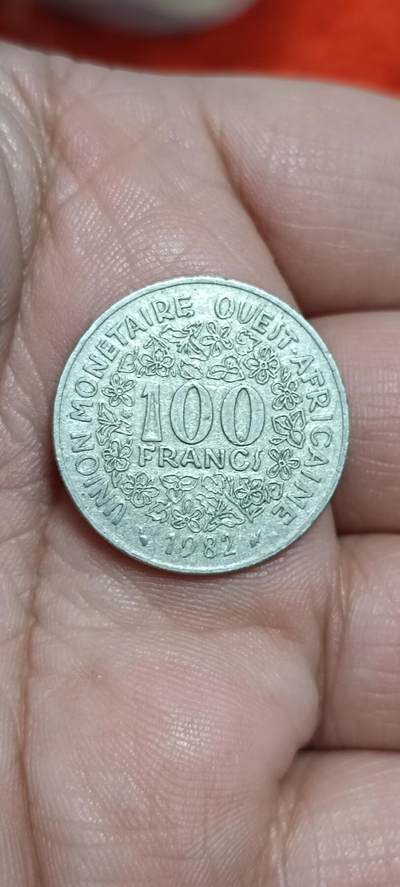 UNION MONETAIRE OUEST-AFRICAINE
100
FRANCS
1982